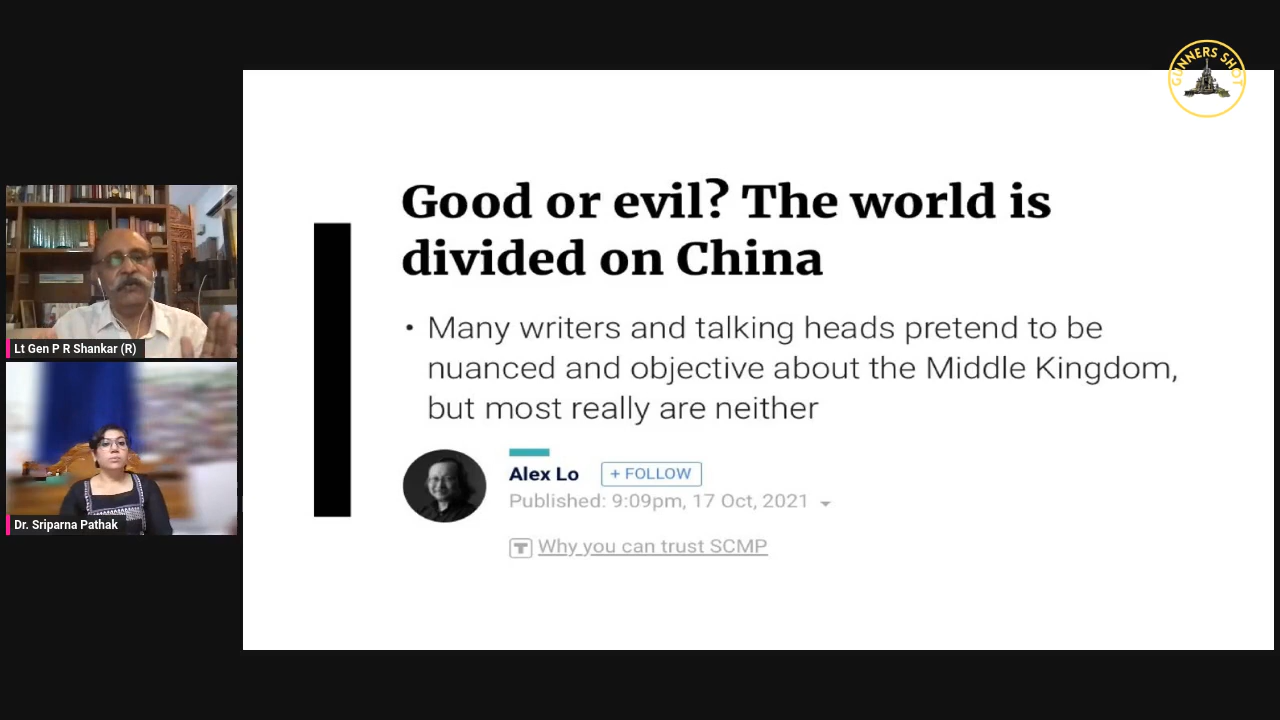 GUNNERS SHOT
Good or evil? The world is
divided on China
• Many writers and talking heads pretend to be
nuanced and objective about the Middle Kingdom,
but most really are neither
Alex Lo
+ FOLLOW
Published: 9:09pm, 17 Oct, 2021
Why you can trust SCMP
Lt Gen P R Shankar (R)
Dr. Sriparna Pathak